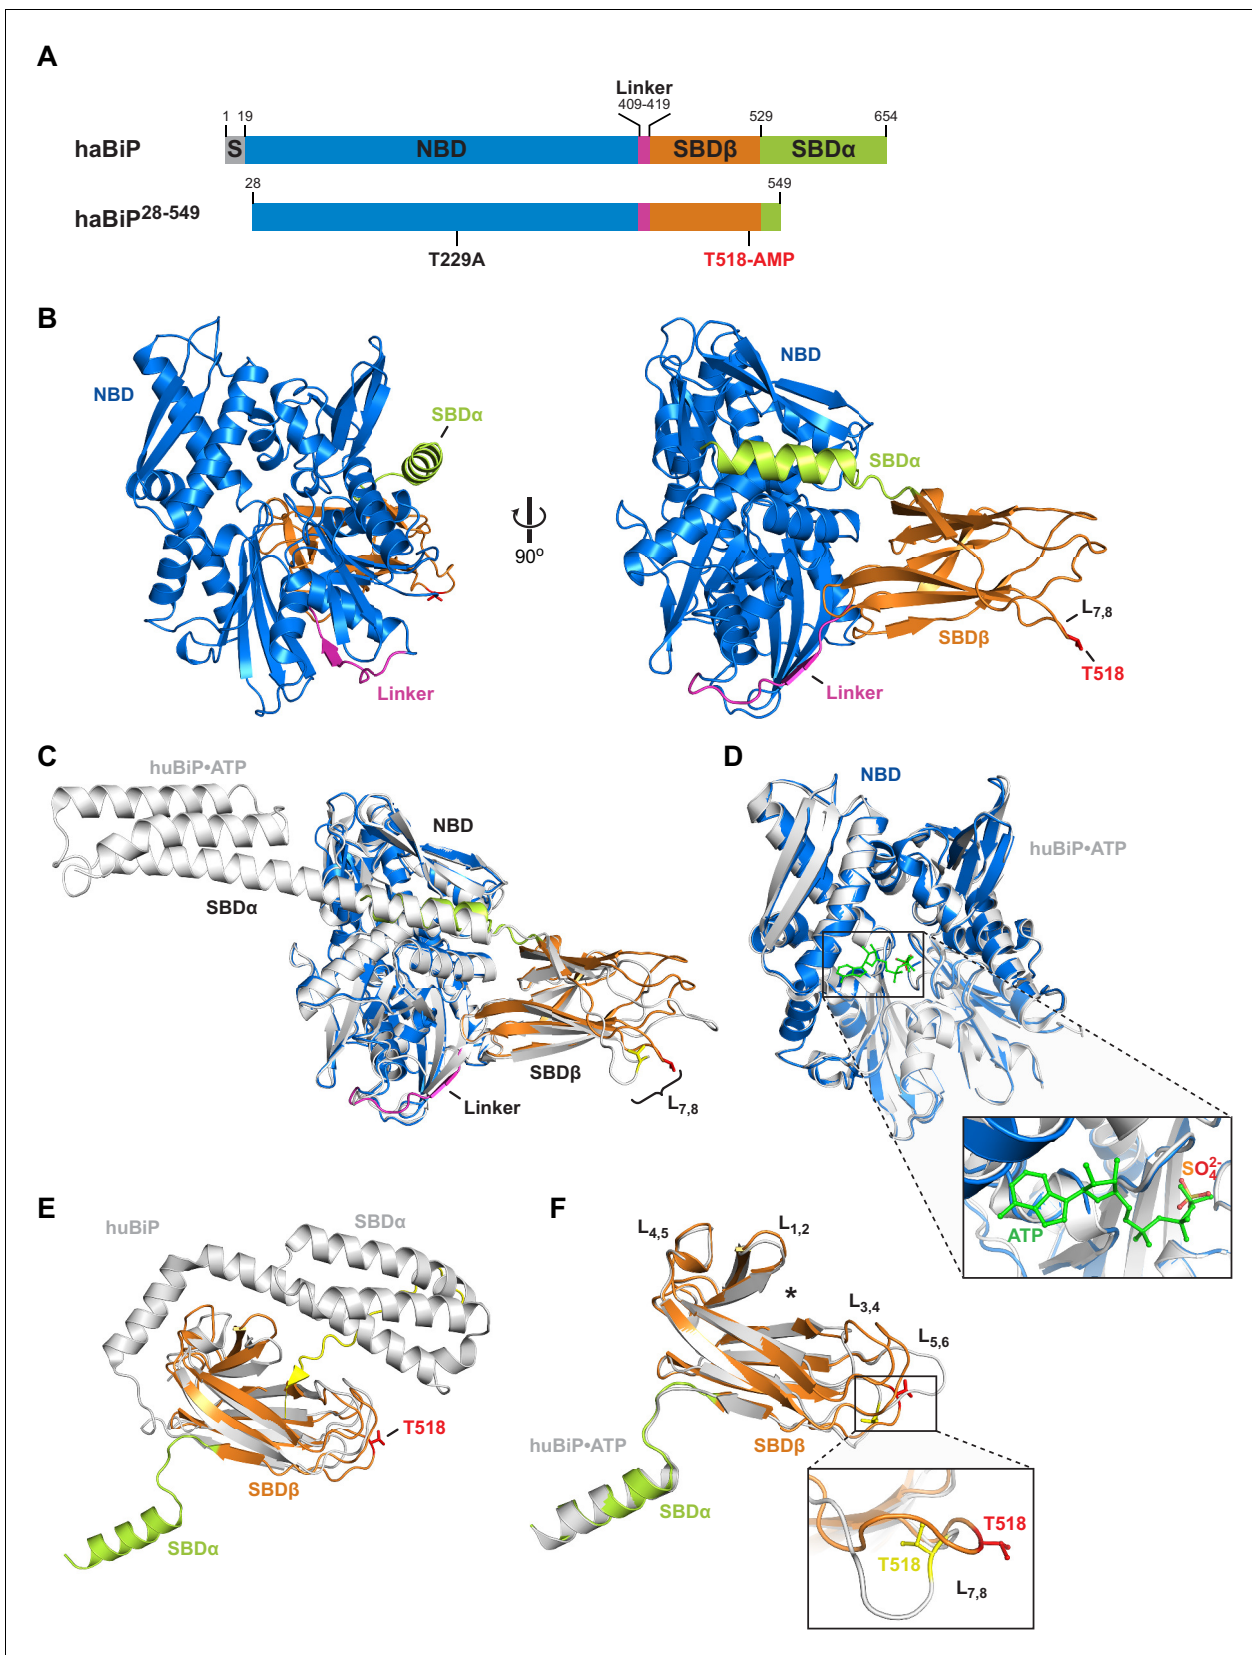 A
Linker
1 19 409-419 529 654
haBiP S NBD SBDβ SBDα
28 549
haBiP28-549
T229A T518-AMP
B
NBD
SBDα
90o
NBD
SBDα
L7,8
SBDβ
T518
Linker
Linker
C
huBiP•ATP
NBD
SBDα
SBDβ
L7,8
Linker
D
NBD
huBiP•ATP
SO42-
ATP
E
huBiP
SBDα
T518
SBDβ
SBDα
F
L4,5
L1,2
*
L3,4
L5,6
huBiP•ATP
SBDβ
SBDα
T518
T518
L7,8